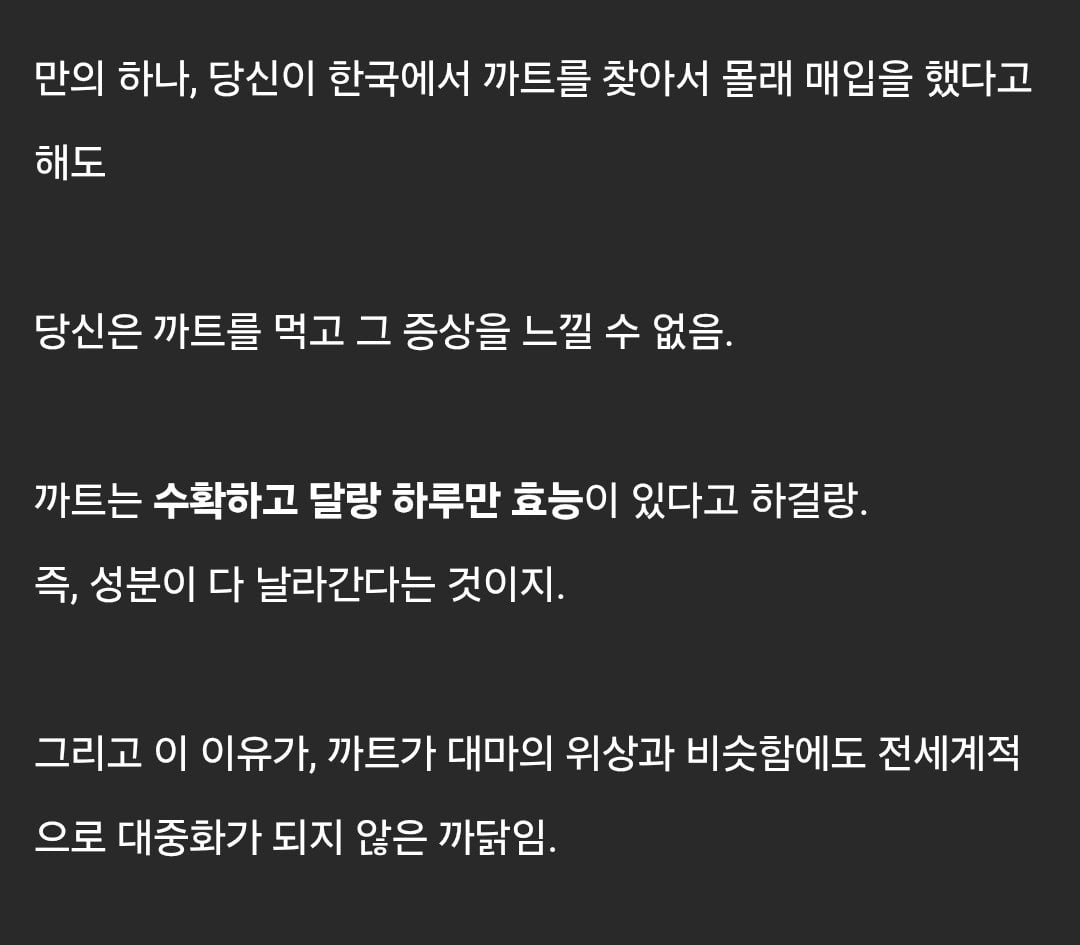 만의 하나, 당신이 한국에서 까트를 찾아서 몰래 매입을 했다고
해도
당신은 까트를 먹고 그 증상을 느낄 수 없음.
까트는 수확하고 달랑 하루만 효능이 있다고 하걸랑.
즉, 성분이 다 날라간다는 것이지.
그리고 이 이유가, 까트가 대마의 위상과 비슷함에도 전세계적
으로 대중화가 되지 않은 까닭임.